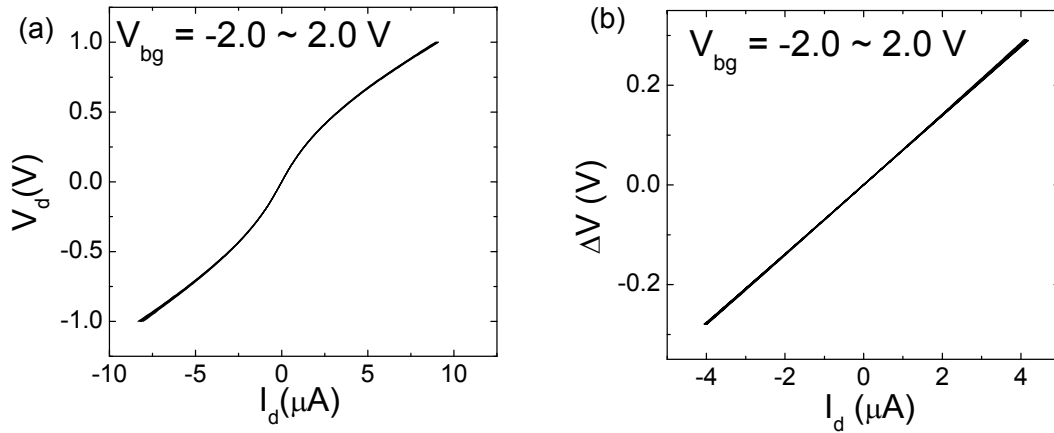 (a)
V_bg = -2.0 ~ 2.0 V
1.0
0.5
0.0
-0.5
-1.0
V_d(V)
-10
-5
0
5
10
I_d(μA)
(b)
V_bg = -2.0 ~ 2.0 V
0.2
0.0
-0.2
ΔV (V)
-4
-2
0
2
4
I_d (μA)